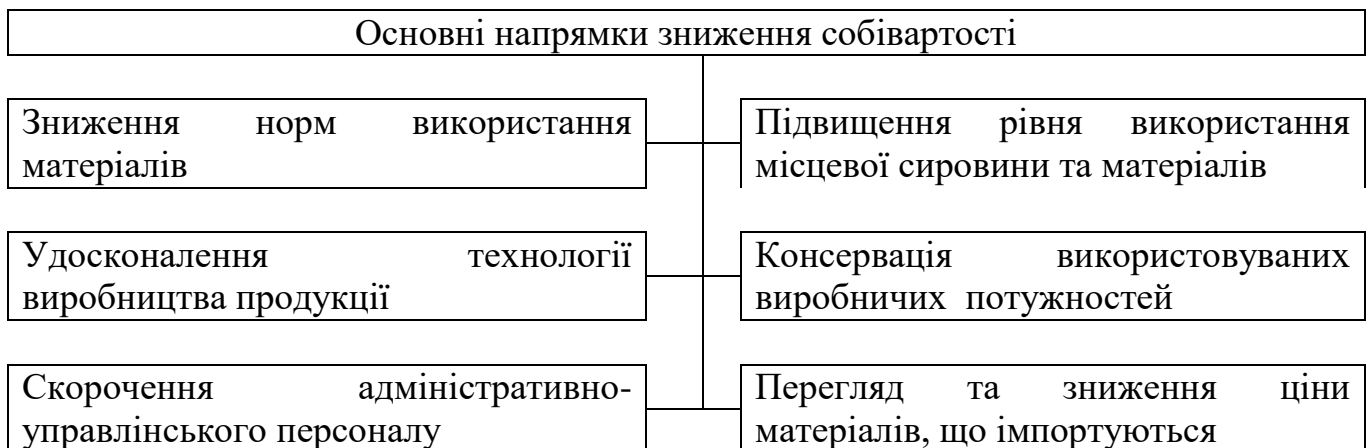 Основні напрямки зниження собівартості
Зниження норм використання
матеріалів
Підвищення рівня використання
місцевої сировини та матеріалів
Удосконалення технології
виробництва продукції
Консервація використовуваних
виробничих потужностей
Скорочення адміністративно-
управлінського персоналу
Перегляд та зниження ціни
матеріалів, що імпортуються